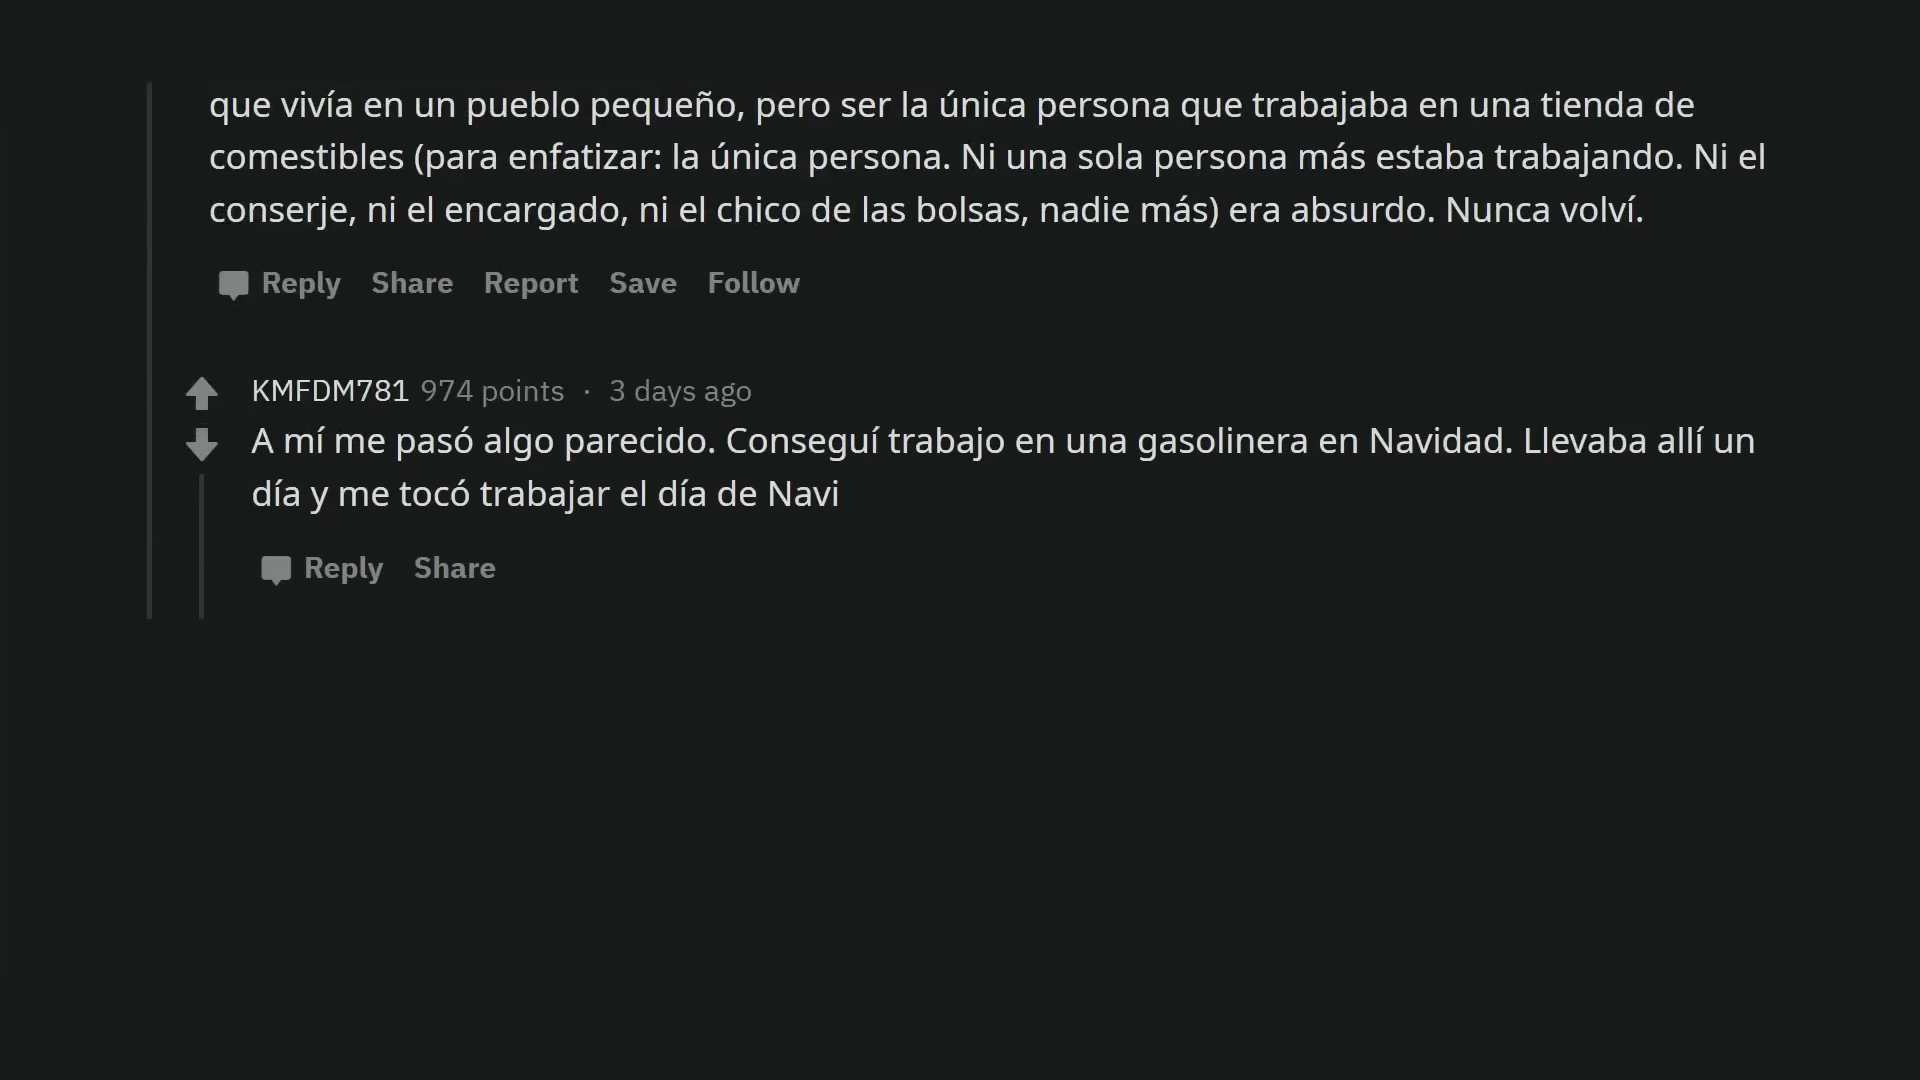 que vivía en un pueblo pequeño, pero ser la única persona que trabajaba en una tienda de
comestibles (para enfatizar: la única persona. Ni una sola persona más estaba trabajando. Ni el
conserje, ni el encargado, ni el chico de las bolsas, nadie más) era absurdo. Nunca volví.
Reply Share Report Save Follow
KMFDM781 974 points · 3 days ago
A mí me pasó algo parecido. Conseguí trabajo en una gasolinera en Navidad. Llevaba allí un
día y me tocó trabajar el día de Navi
Reply Share